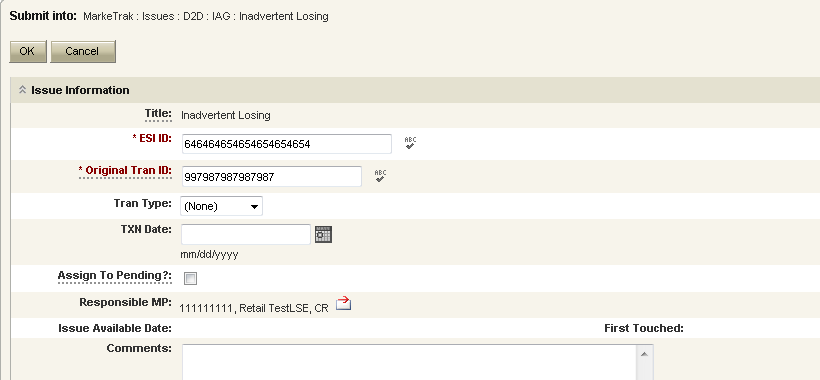 Submit into: MarkeTrak : Issues : D2D : IAG : Inadvertent Losing
OK Cancel
Issue Information
Title: Inadvertent Losing
* ESI ID: 646464654654654654654 ABC
* Original Tran ID: 997987987987987 ABC
Tran Type: (None)
TXN Date:
mm/dd/yyyy
Assign To Pending?:
Responsible MP: 111111111, Retail TestLSE, CR
Issue Available Date: First Touched:
Comments: